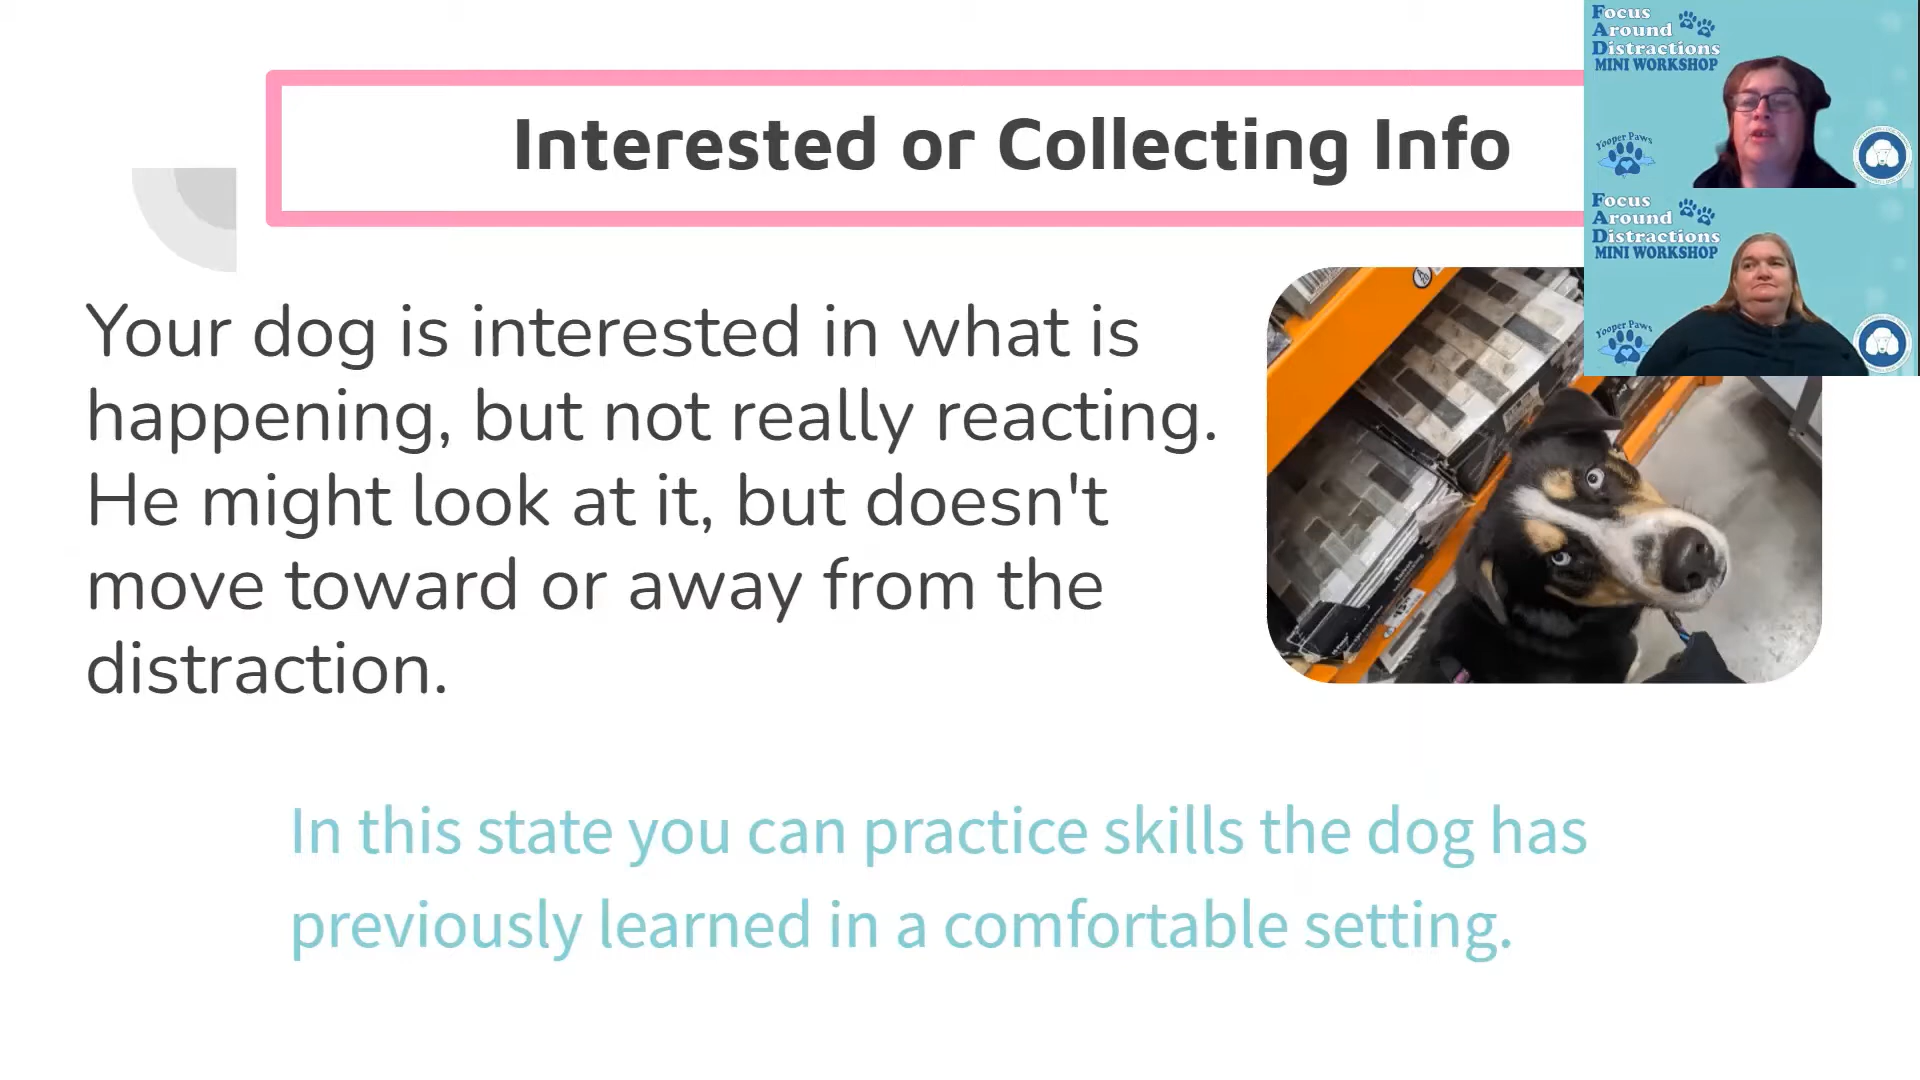 Interested or Collecting Info
Your dog is interested in what is
happening, but not really reacting.
He might look at it, but doesn't
move toward or away from the
distraction.
In this state you can practice skills the dog has
previously learned in a comfortable setting.
Focus
Around
Distractions
MINI WORKSHOP
Yooper Paws
Focus
Around
Distractions
MINI WORKSHOP
Yooper Paws